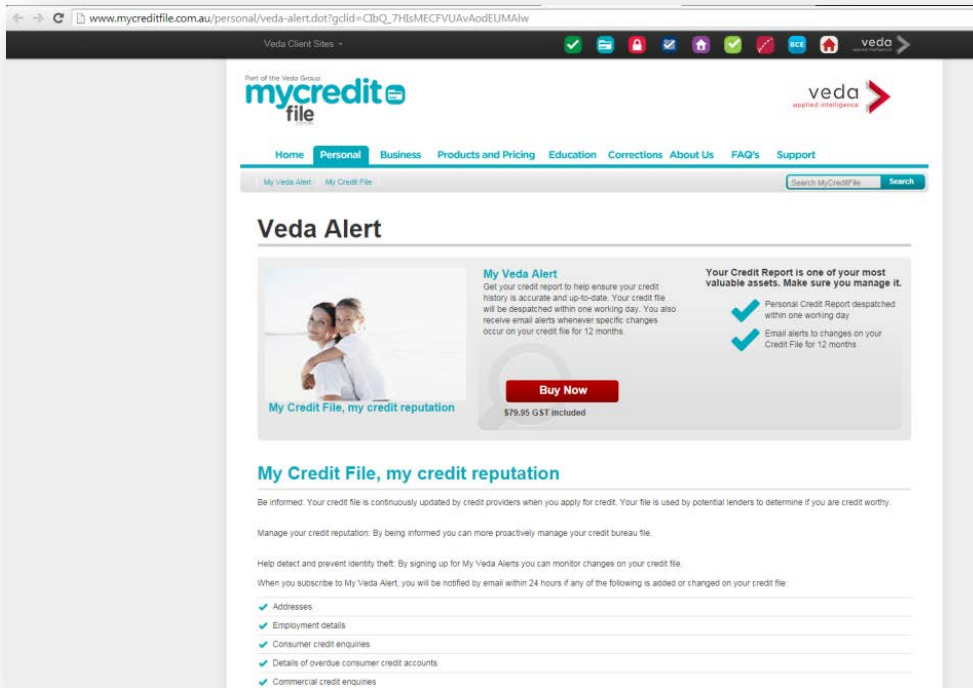 www.mycreditfile.com.au/personal/veda-alert.dot?gclid=CIbQ_7HIsMECFVUAvAodEUMAlw
Veda Client Sites
BCE
veda
Part of the Veda Group
mycredit
file
veda
applied intelligence
Home Personal Business Products and Pricing Education Corrections About Us FAQ's Support
My Veda Alert My Credit File
Search MyCreditFile Search
Veda Alert
My Credit File, my credit reputation
My Veda Alert
Get your credit report to help ensure your credit
history is accurate and up-to-date. Your credit file
will be despatched within one working day. You also
receive email alerts whenever specific changes
occur on your credit file for 12 months.
Buy Now
$79.95 GST included
Your Credit Report is one of your most
valuable assets. Make sure you manage it.
Personal Credit Report despatched
within one working day
Email alerts to changes on your
Credit File for 12 months
My Credit File, my credit reputation
Be informed: Your credit file is continuously updated by credit providers when you apply for credit. Your file is used by potential lenders to determine if you are credit worthy.
Manage your credit reputation: By being informed you can more proactively manage your credit bureau file.
Help detect and prevent identity theft: By signing up for My Veda Alerts you can monitor changes on your credit file.
When you subscribe to My Veda Alert, you will be notified by email within 24 hours if any of the following is added or changed on your credit file:
Addresses
Employment details
Consumer credit enquiries
Details of overdue consumer credit accounts
Commercial credit enquiries